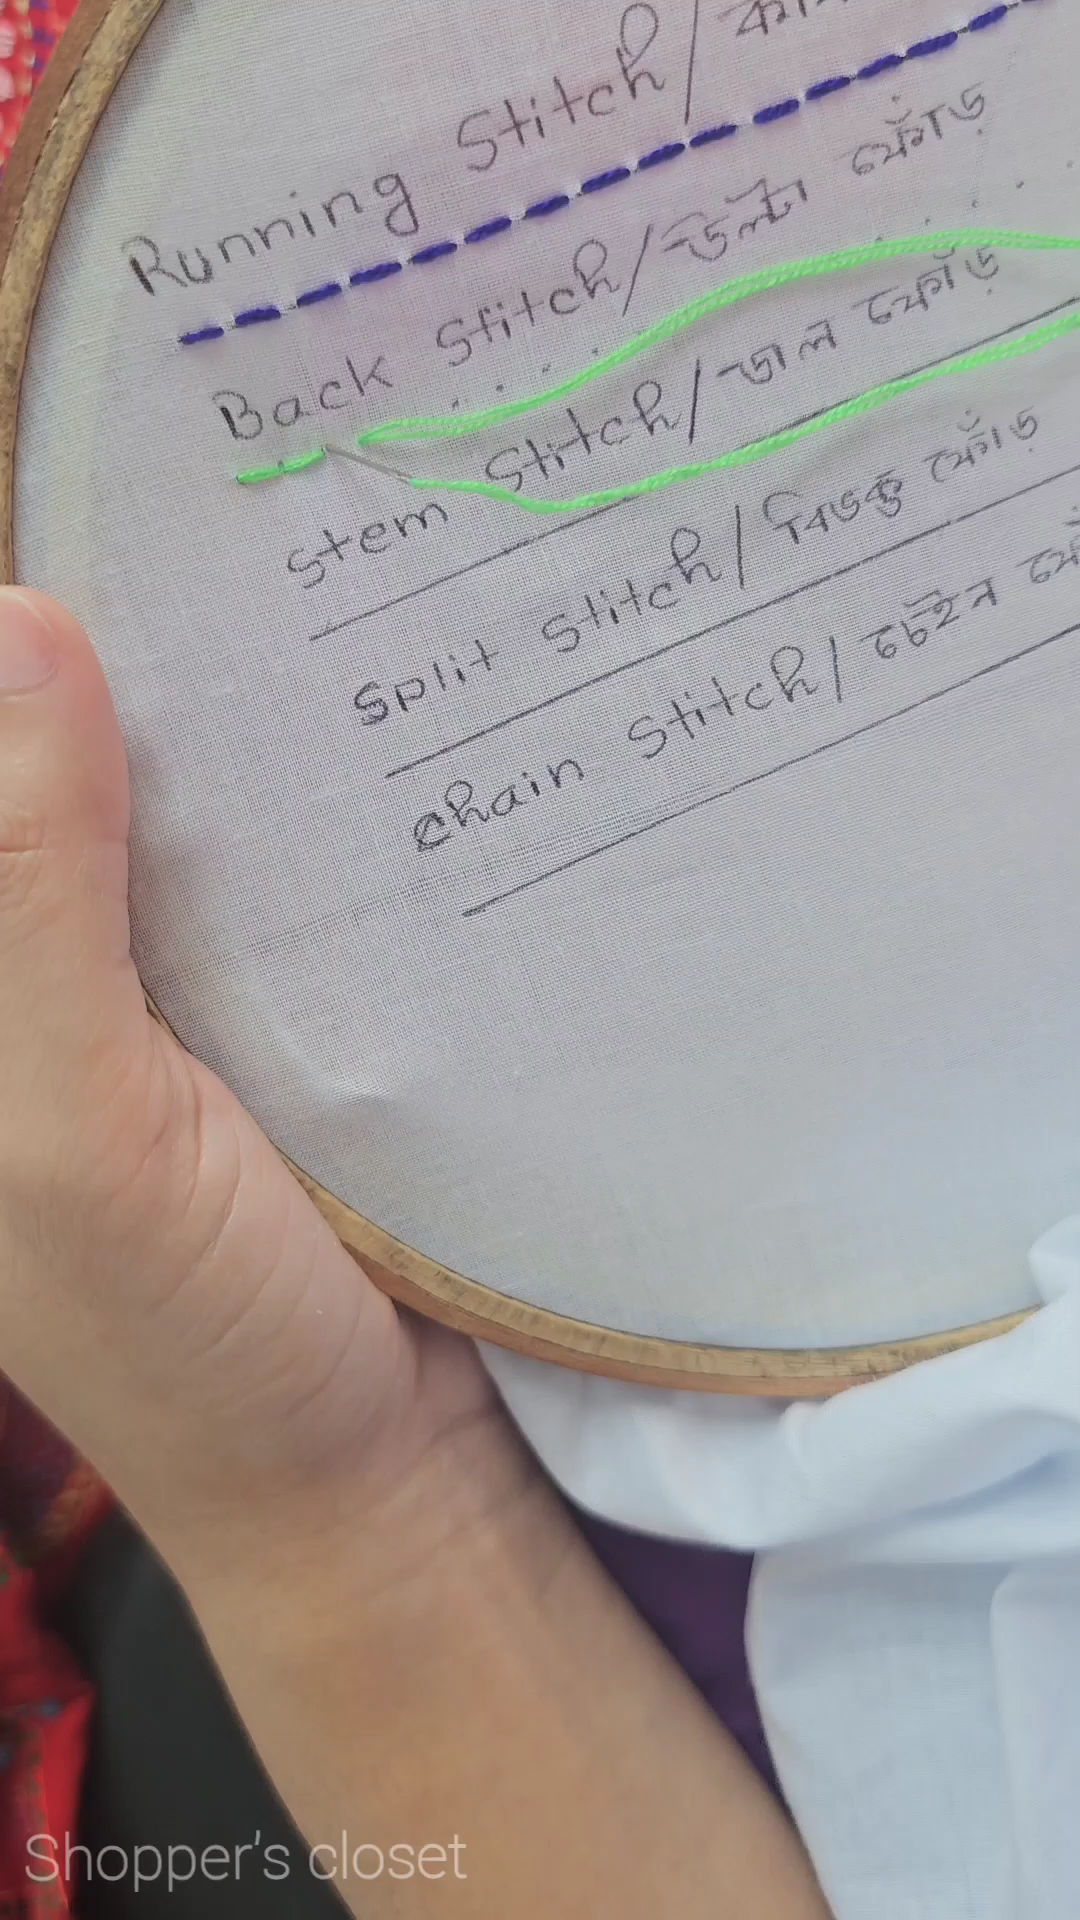 Running Stitch/
Back Stitch/উল্টা ফোঁড়
Stem Stitch/ডাল ফোঁড়
Split Stitch/বিভক্ত ফোঁড়
Chain Stitch/চেইন
Shopper's closet